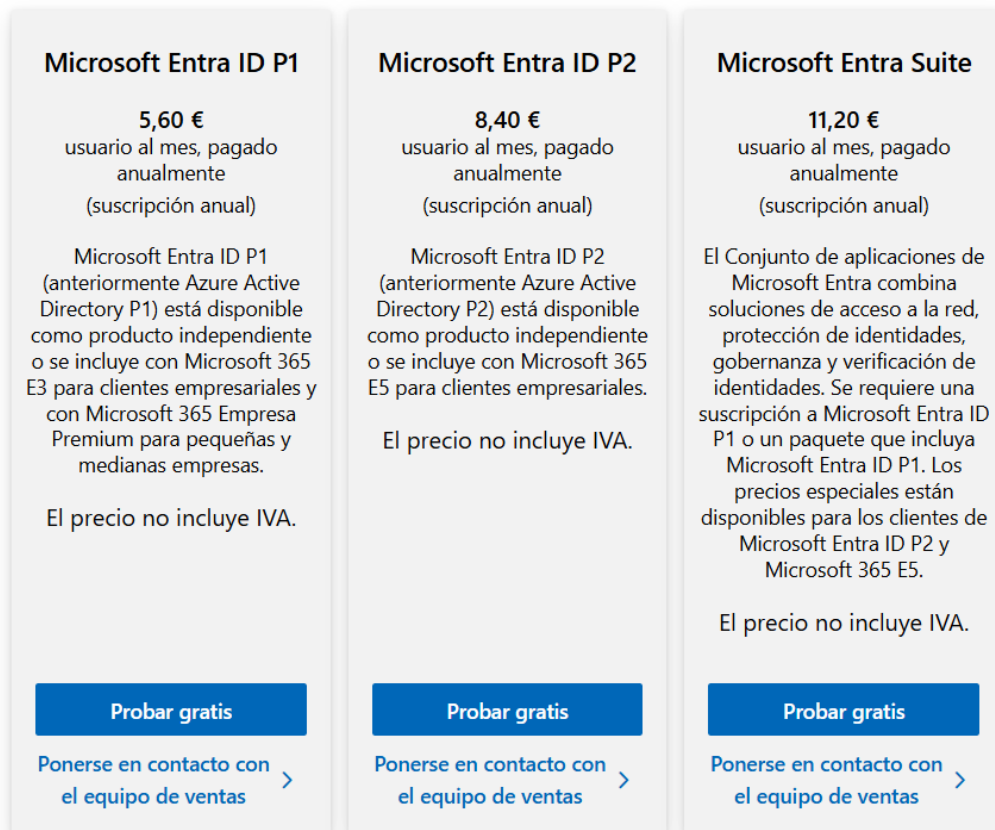 Microsoft Entra ID P1
5,60 €
usuario al mes, pagado
anualmente
(suscripción anual)
Microsoft Entra ID P1
(anteriormente Azure Active
Directory P1) está disponible
como producto independiente
o se incluye con Microsoft 365
E3 para clientes empresariales y
con Microsoft 365 Empresa
Premium para pequeñas y
medianas empresas.
El precio no incluye IVA.
Probar gratis
Ponerse en contacto con
el equipo de ventas
Microsoft Entra ID P2
8,40 €
usuario al mes, pagado
anualmente
(suscripción anual)
Microsoft Entra ID P2
(anteriormente Azure Active
Directory P2) está disponible
como producto independiente
o se incluye con Microsoft 365
E5 para clientes empresariales.
El precio no incluye IVA.
Probar gratis
Ponerse en contacto con
el equipo de ventas
Microsoft Entra Suite
11,20 €
usuario al mes, pagado
anualmente
(suscripción anual)
El Conjunto de aplicaciones de
Microsoft Entra combina
soluciones de acceso a la red,
protección de identidades,
gobernanza y verificación de
identidades. Se requiere una
suscripción a Microsoft Entra ID
P1 o un paquete que incluya
Microsoft Entra ID P1. Los
precios especiales están
disponibles para los clientes de
Microsoft Entra ID P2 y
Microsoft 365 E5.
El precio no incluye IVA.
Probar gratis
Ponerse en contacto con
el equipo de ventas